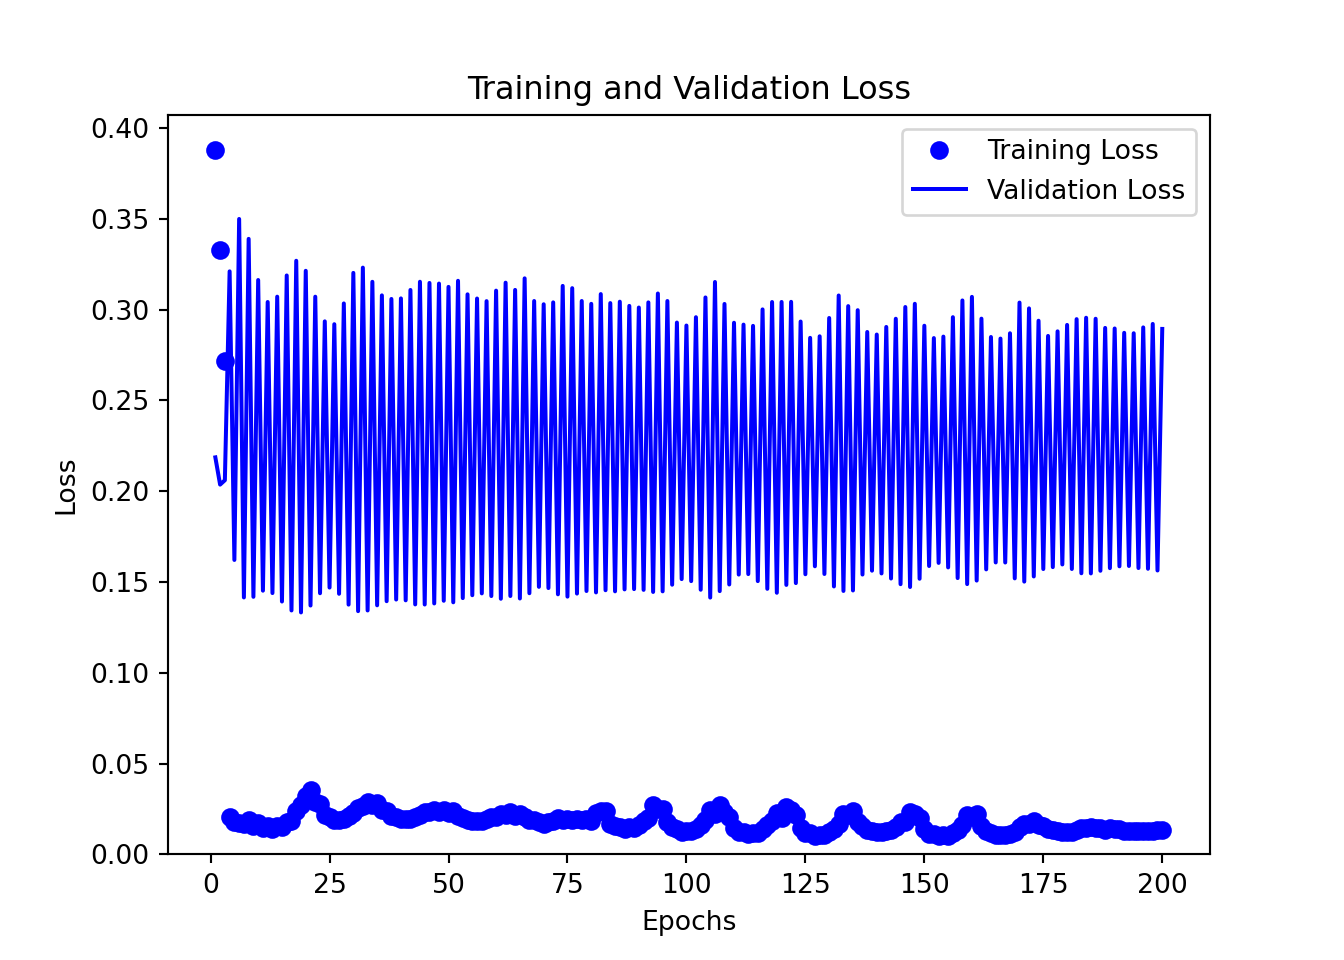 Training and Validation Loss
Training Loss
Validation Loss
0.40
0.35
0.30
0.25
0.20
0.15
0.10
0.05
0.00
Loss
0 25 50 75 100 125 150 175 200
Epochs